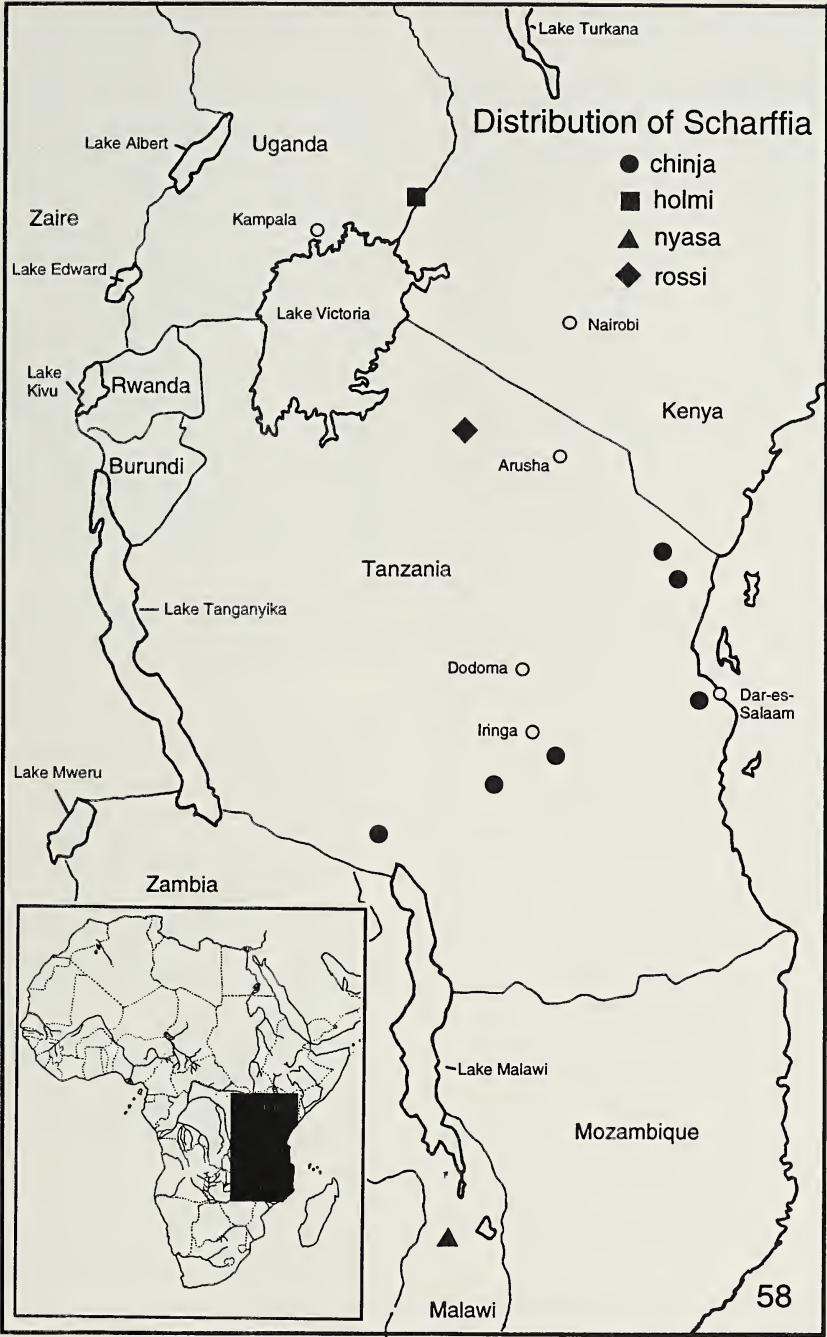 Lake Turkana
Distribution of Scharffia
chinja
holmi
nyasa
rossi
Lake Albert
Uganda
Zaire
Kampala
Lake Edward
Lake Victoria
Nairobi
Lake
Kivu
Rwanda
Kenya
Arusha
Burundi
Tanzania
Lake Tanganyika
Dodoma
Dar-es-
Salaam
Iringa
Lake Mweru
Zambia
Lake Malawi
Mozambique
58
Malawi